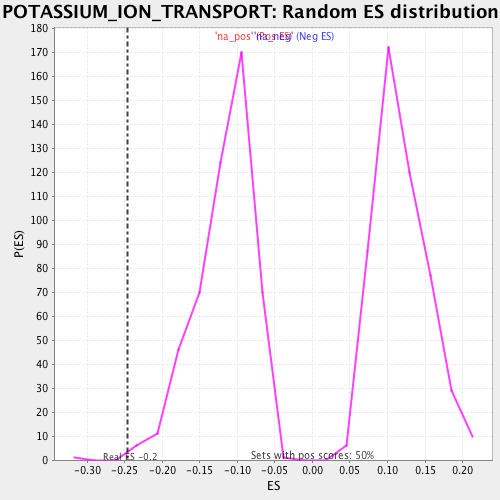 POTASSIUM_ION_TRANSPORT: Random ES distribution
'na_pos' (Pos ES)
'na_neg' (Neg ES)
180
170
160
150
140
130
120
110
100
90
80
70
60
50
40
30
20
10
0
P(ES)
Real ES -0.2
Sets with pos scores: 50%
-0.30 -0.25 -0.20 -0.15 -0.10 -0.05 0.00 0.05 0.10 0.15 0.20
ES